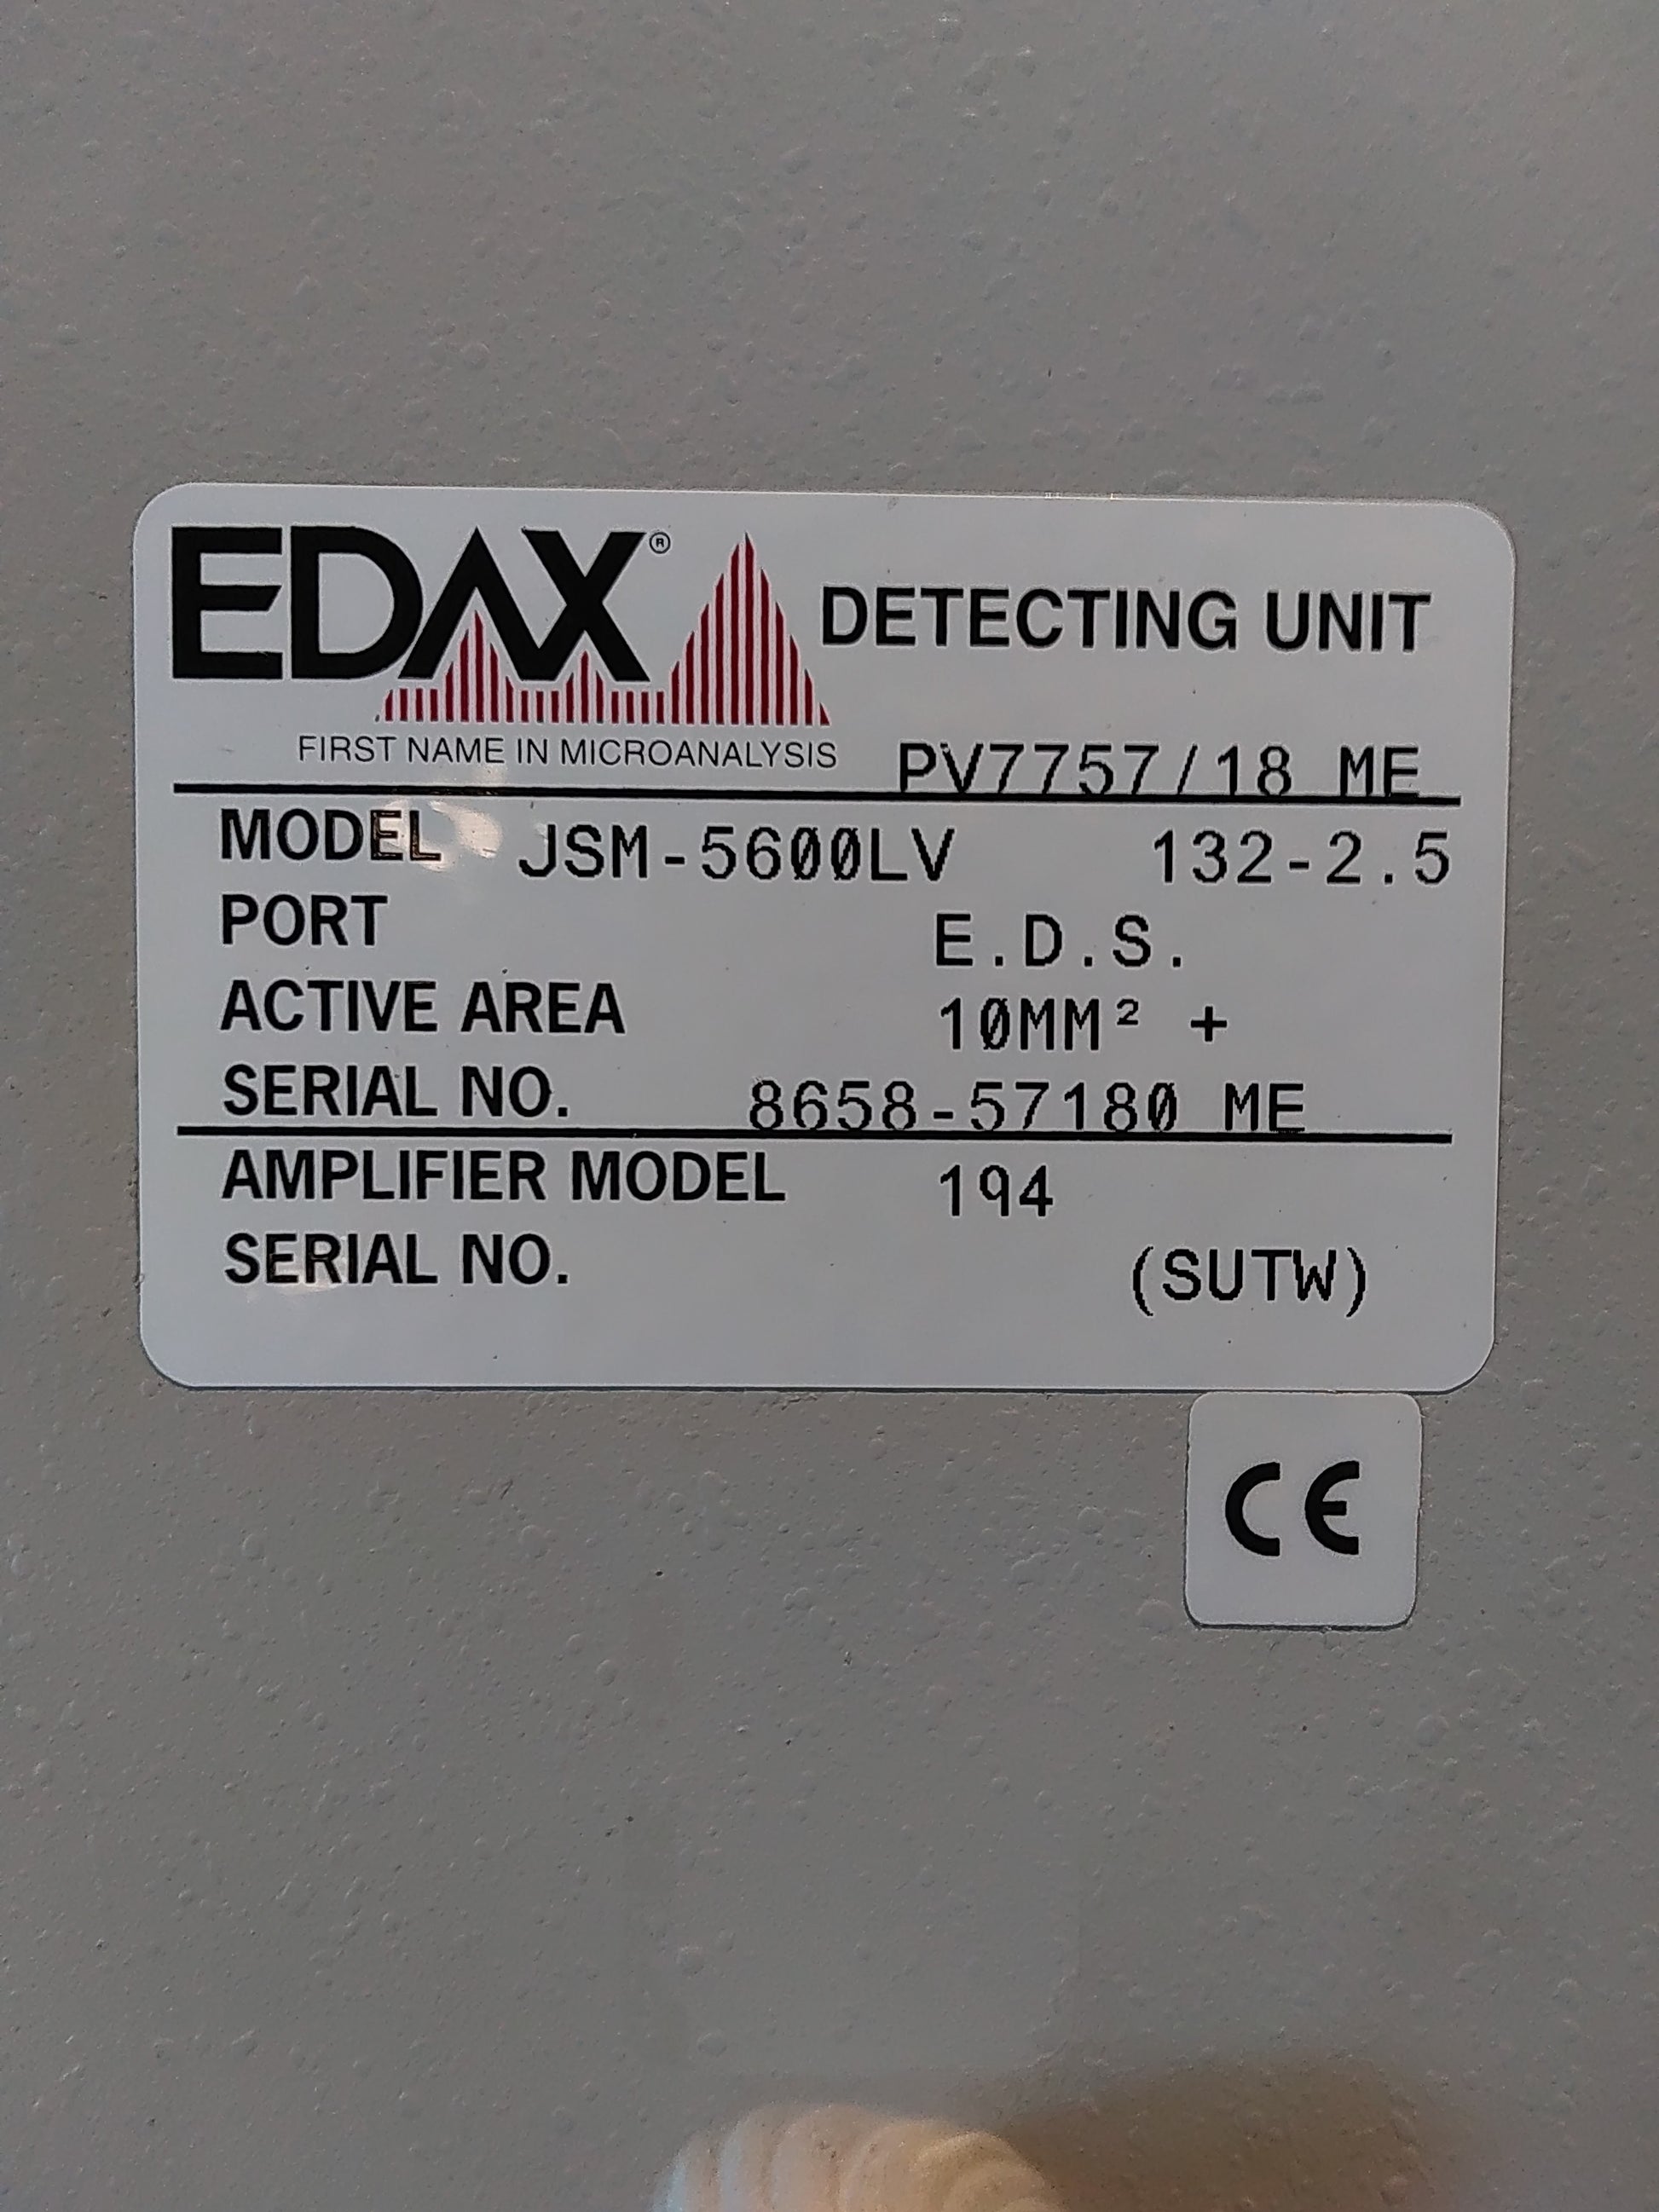 EDAX® DETECTING UNIT
FIRST NAME IN MICROANALYSIS PV7757/18 ME
MODEL JSM-5600LV 132-2.5
PORT E.D.S.
ACTIVE AREA 10MM² +
SERIAL NO. 8658-57180 ME
AMPLIFIER MODEL 194
SERIAL NO. (SUTW)
CE